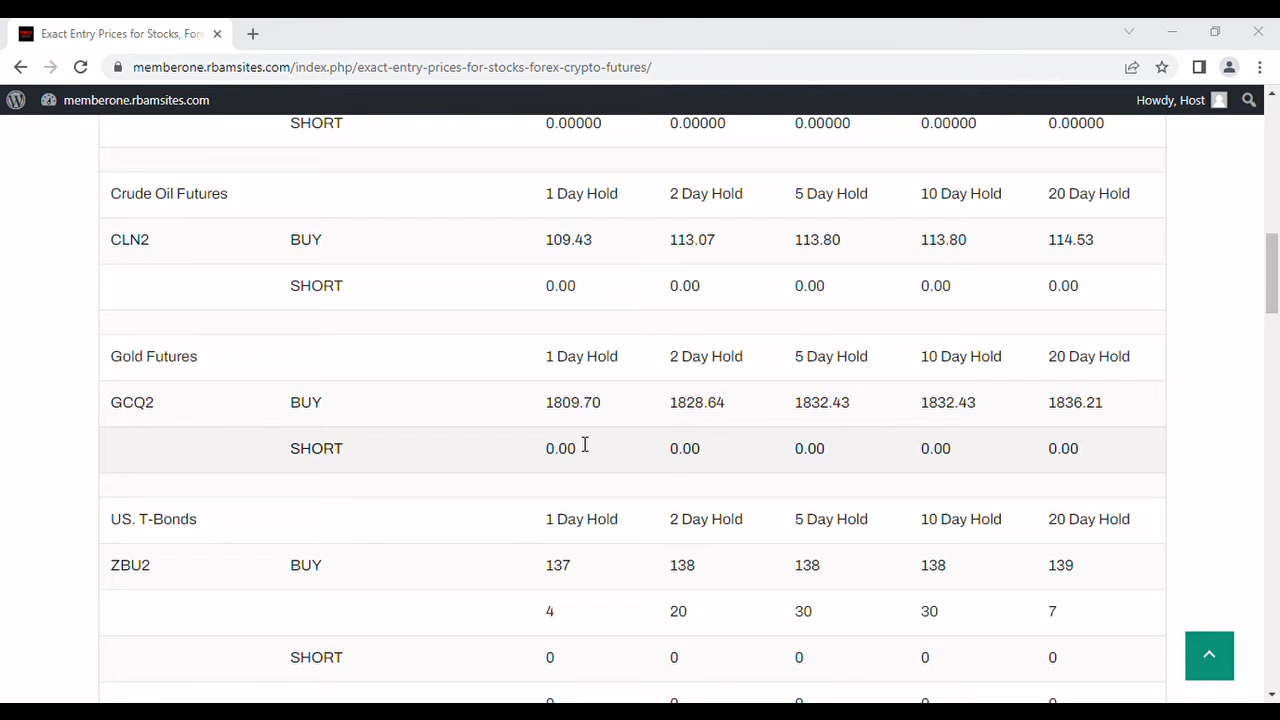 Exact Entry Prices for Stocks, For
memberone.rbamsites.com/index.php/exact-entry-prices-for-stocks-forex-crypto-futures/
memberone.rbamsites.com Howdy, Host
SHORT 0.00000 0.00000 0.00000 0.00000 0.00000
Crude Oil Futures 1 Day Hold 2 Day Hold 5 Day Hold 10 Day Hold 20 Day Hold
CLN2 BUY 109.43 113.07 113.80 113.80 114.53
SHORT 0.00 0.00 0.00 0.00 0.00
Gold Futures 1 Day Hold 2 Day Hold 5 Day Hold 10 Day Hold 20 Day Hold
GCQ2 BUY 1809.70 1828.64 1832.43 1832.43 1836.21
SHORT 0.00 0.00 0.00 0.00 0.00
US. T-Bonds 1 Day Hold 2 Day Hold 5 Day Hold 10 Day Hold 20 Day Hold
ZBU2 BUY 137 138 138 138 139
4 20 30 30 7
SHORT 0 0 0 0 0